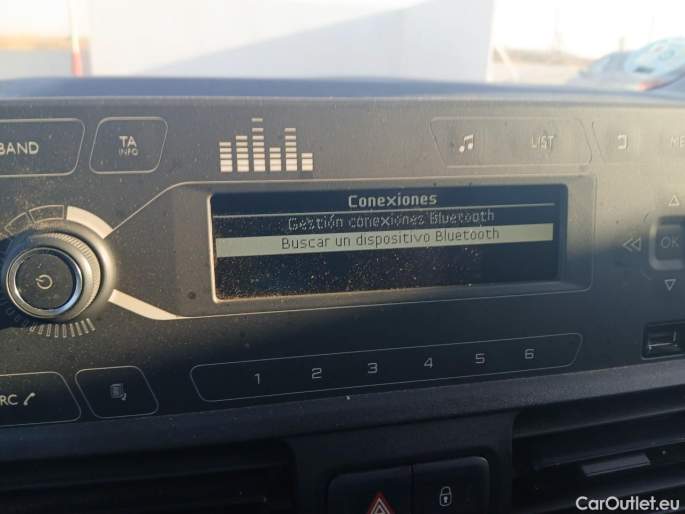 BAND
TA
INFO
LIST
Conexiones
Gestión conexiones Bluetooth
Buscar un dispositivo Bluetooth
OK
1 2 3 4 5 6
CarOutlet.eu